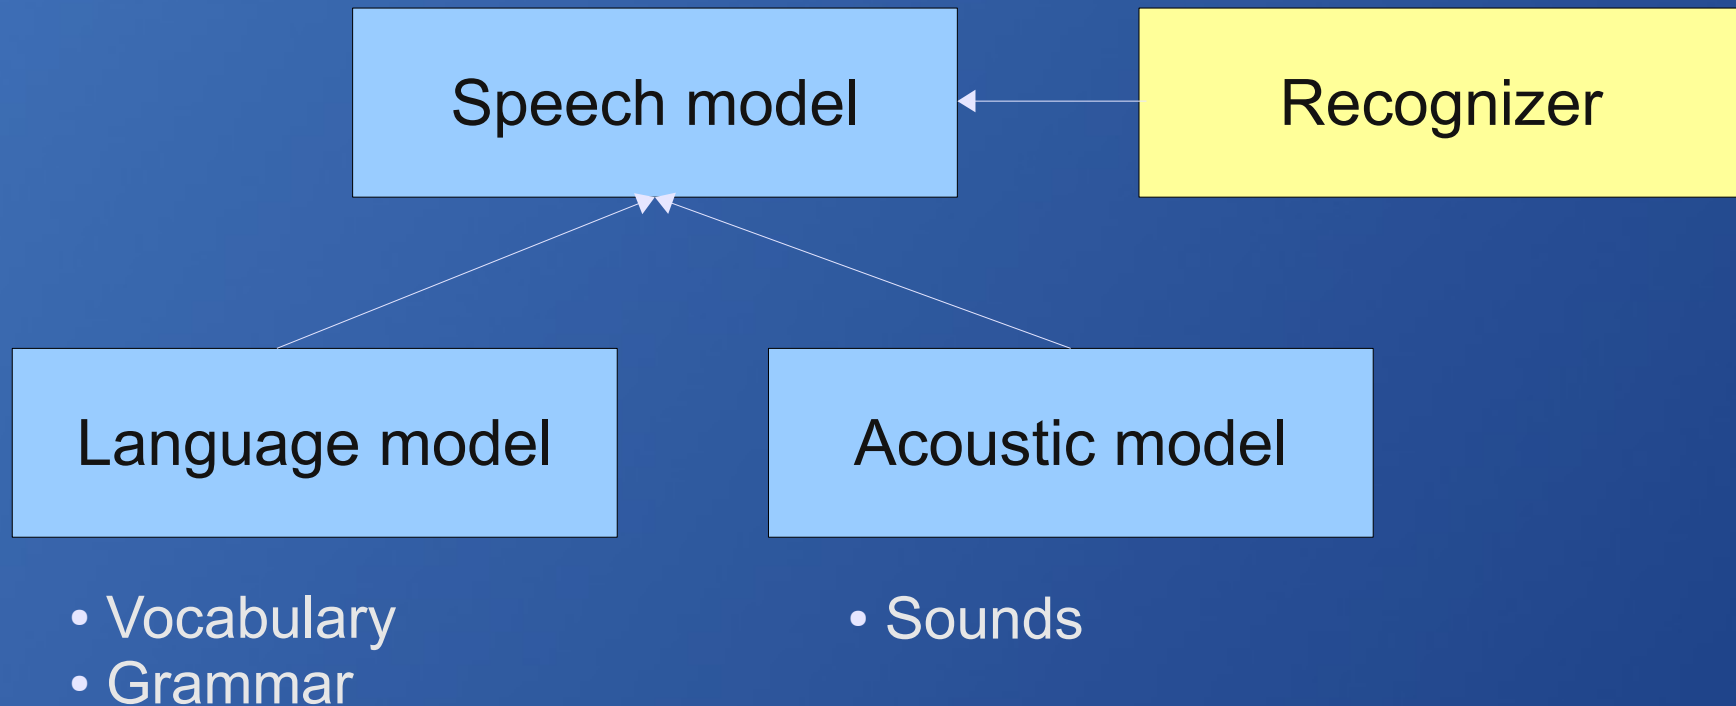 Speech model
Recognizer
Language model
Acoustic model
• Vocabulary
• Grammar
• Sounds